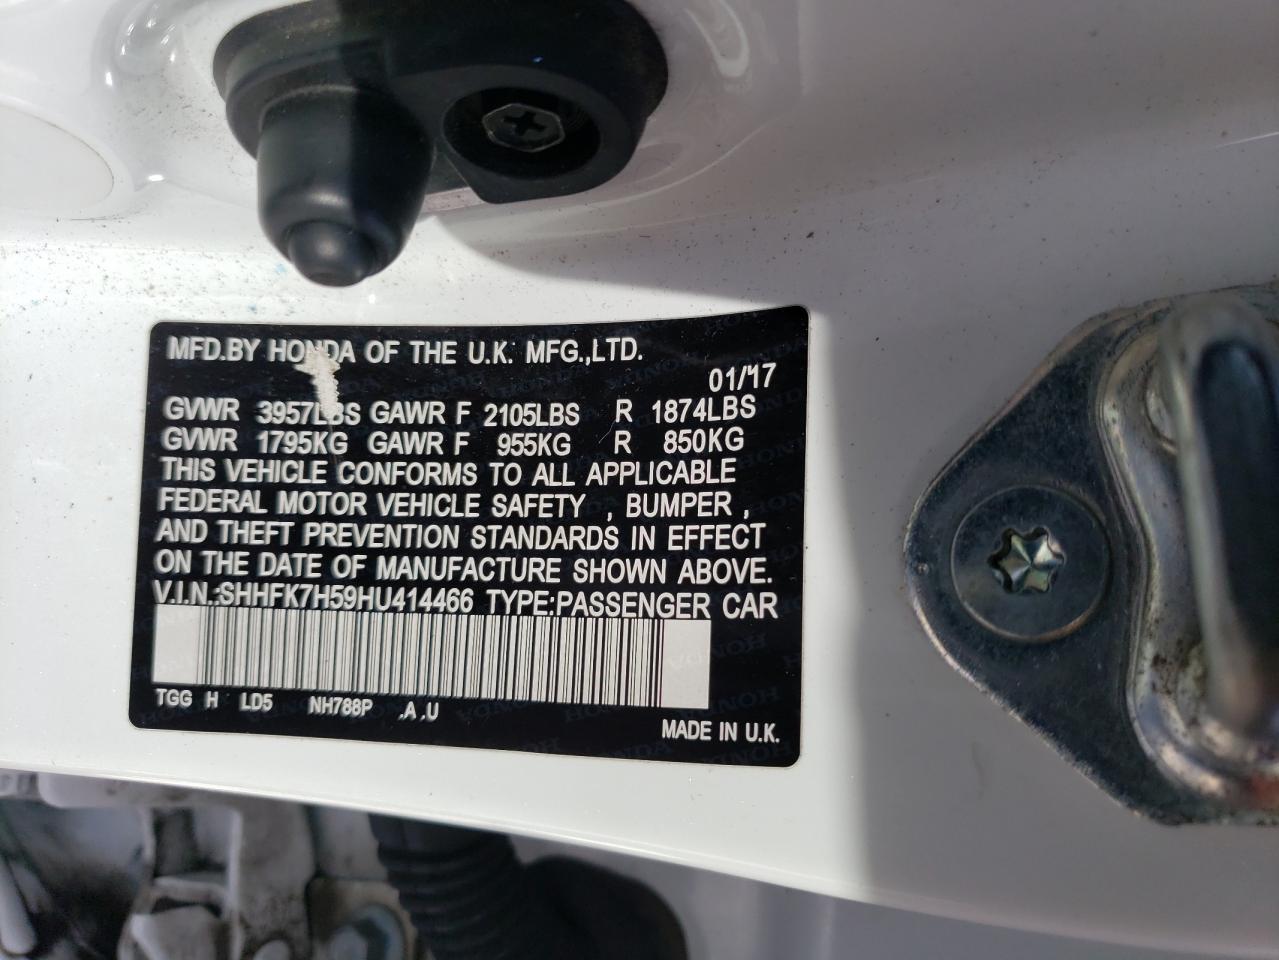 MFD.BY HONDA OF THE U.K. MFG.,LTD.
01/17
GVWR 3957LBS GAWR F 2105LBS R 1874LBS
GVWR 1795KG GAWR F 955KG R 850KG
THIS VEHICLE CONFORMS TO ALL APPLICABLE
FEDERAL MOTOR VEHICLE SAFETY , BUMPER ,
AND THEFT PREVENTION STANDARDS IN EFFECT
ON THE DATE OF MANUFACTURE SHOWN ABOVE.
V.I.N.:SHHFK7H59HU414466 TYPE:PASSENGER CAR
TGG H LD5 NH788P .A .U
MADE IN U.K.